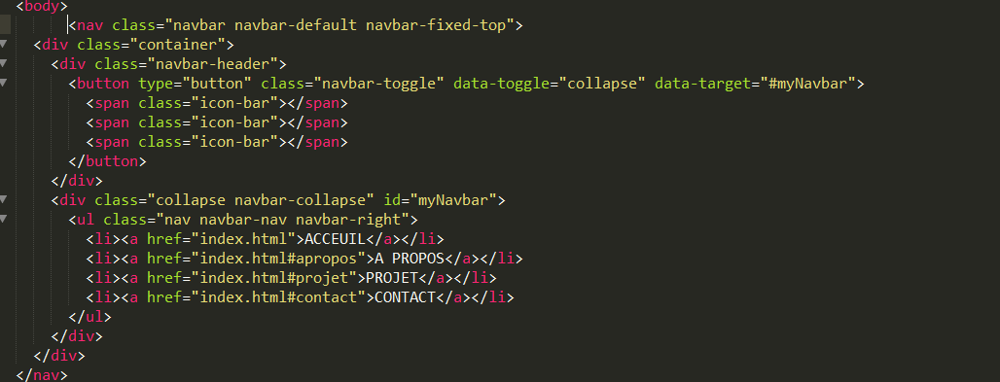 <body>
<nav class="navbar navbar-default navbar-fixed-top">
<div class="container">
<div class="navbar-header">
<button type="button" class="navbar-toggle" data-toggle="collapse" data-target="#myNavbar">
<span class="icon-bar"></span>
<span class="icon-bar"></span>
<span class="icon-bar"></span>
</button>
</div>
<div class="collapse navbar-collapse" id="myNavbar">
<ul class="nav navbar-nav navbar-right">
<li><a href="index.html">ACCEUIL</a></li>
<li><a href="index.html#apropos">A PROPOS</a></li>
<li><a href="index.html#projet">PROJET</a></li>
<li><a href="index.html#contact">CONTACT</a></li>
</ul>
</div>
</div>
</nav>